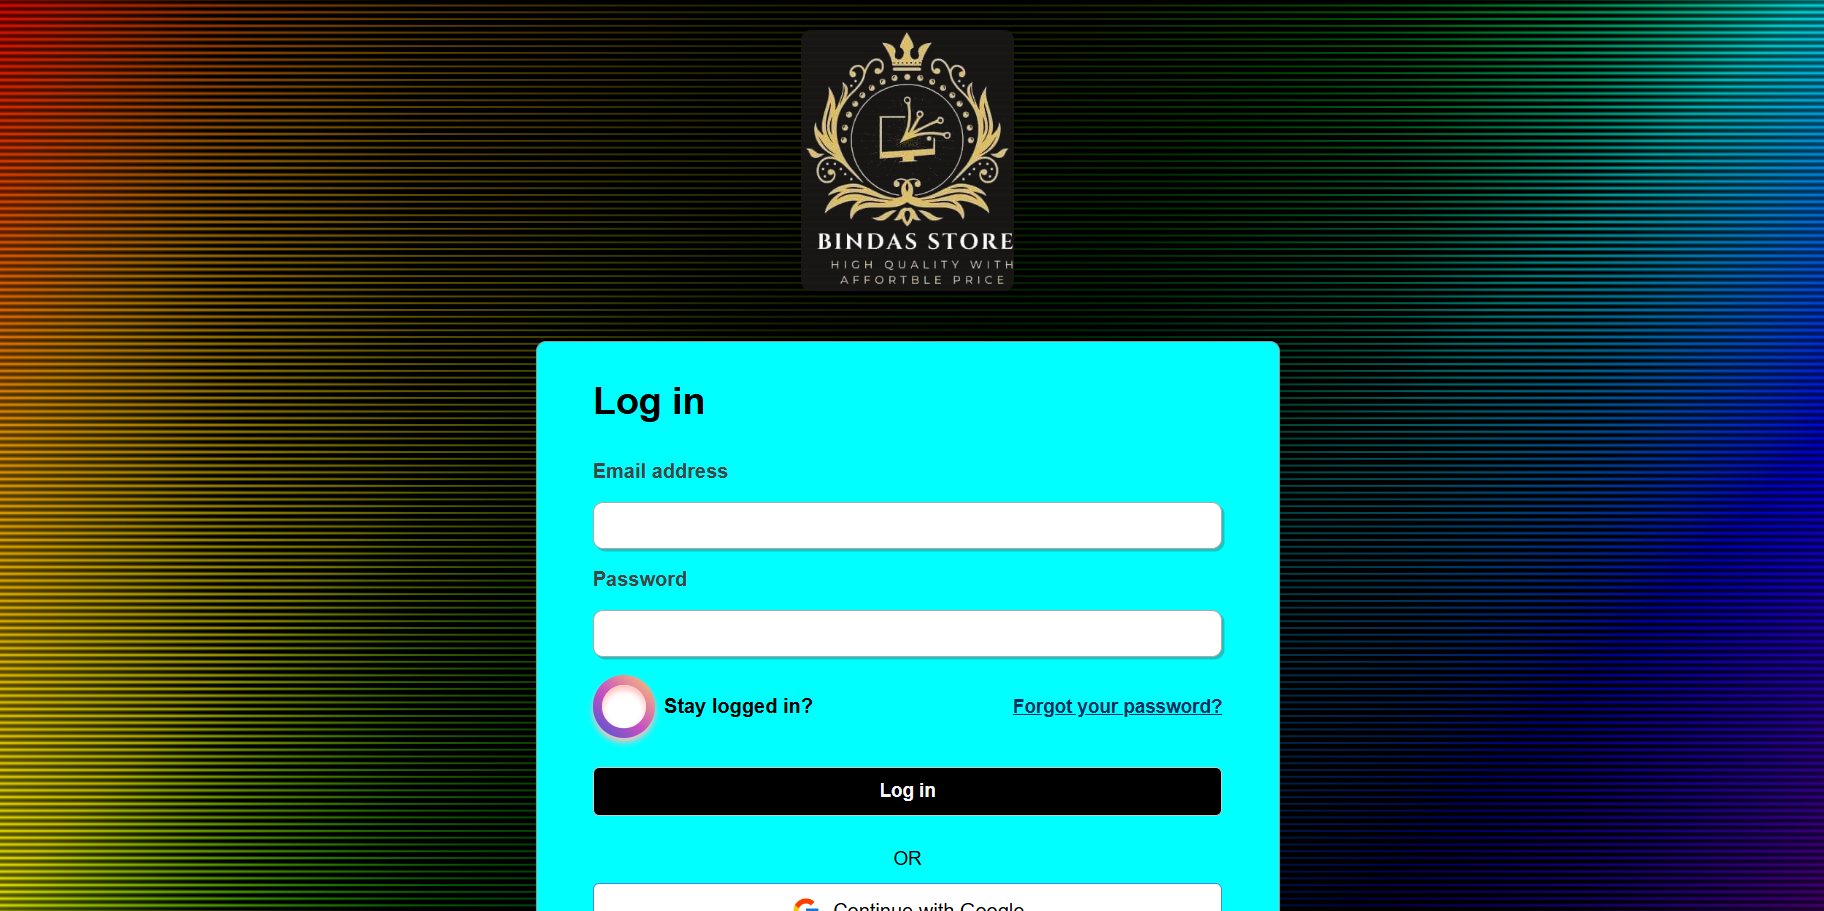 BINDAS STORE
HIGH QUALITY WITH
AFFORTBLE PRICE
Log in
Email address
Password
Stay logged in?
Forgot your password?
Log in
OR
Continue with Google